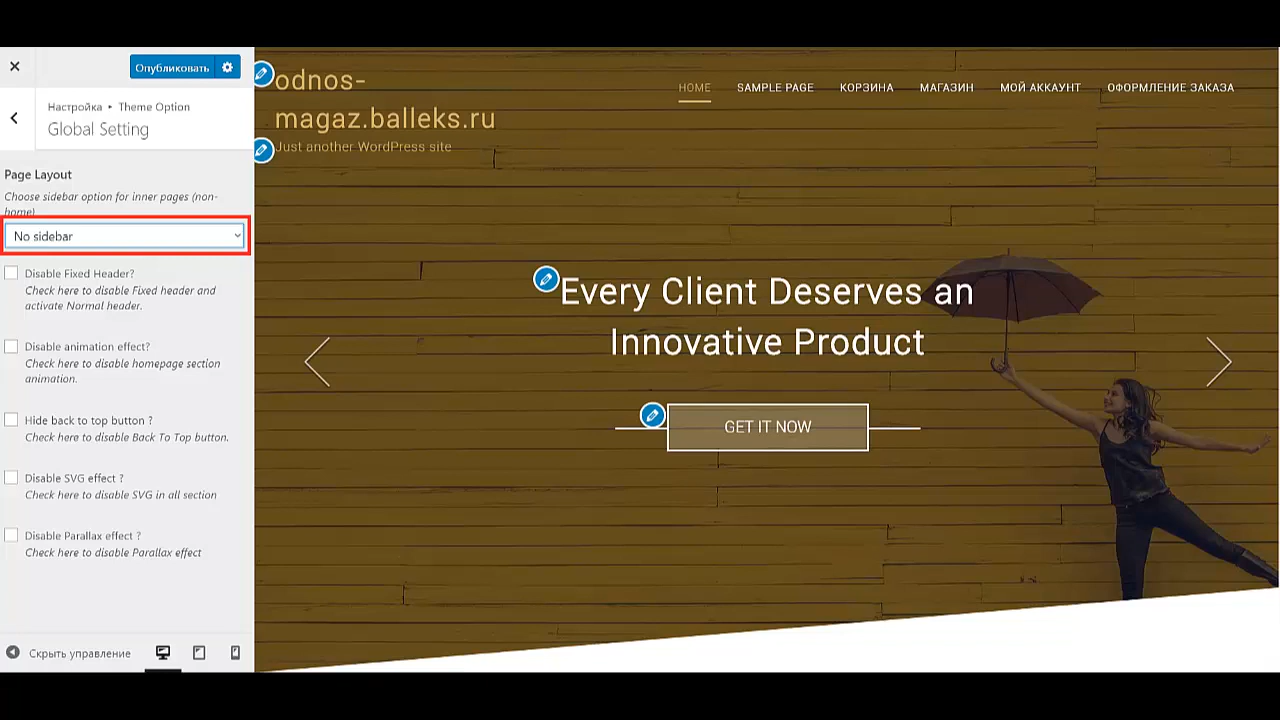 Опубликовать
Настройка ▸ Theme Option
Global Setting
Page Layout
Choose sidebar option for inner pages (non-
home)
No sidebar
Disable Fixed Header?
Check here to disable Fixed header and
activate Normal header.
Disable animation effect?
Check here to disable homepage section
animation.
Hide back to top button ?
Check here to disable Back To Top button.
Disable SVG effect ?
Check here to disable SVG in all section
Disable Parallax effect ?
Check here to disable Parallax effect
Скрыть управление
odnos-
magaz.balleks.ru
Just another WordPress site
HOME SAMPLE PAGE КОРЗИНА МАГАЗИН МОЙ АККАУНТ ОФОРМЛЕНИЕ ЗАКАЗА
Every Client Deserves an
Innovative Product
GET IT NOW